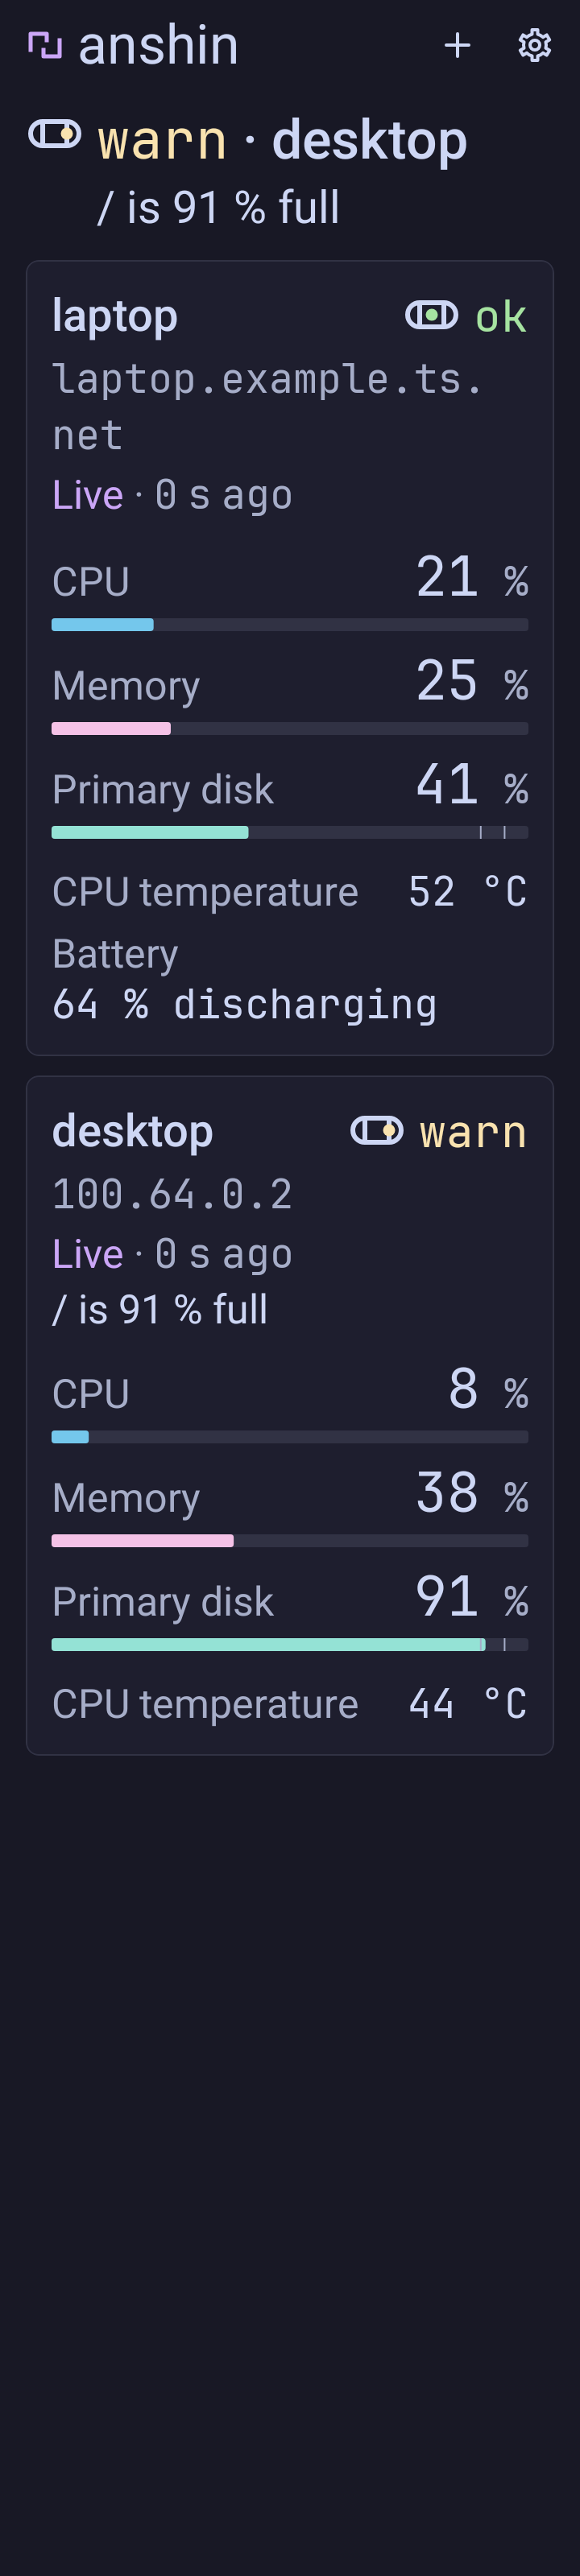 anshin
warn · desktop
/ is 91 % full
laptop
ok
laptop.example.ts.
net
Live · 0 s ago
CPU 21 %
Memory 25 %
Primary disk 41 %
CPU temperature 52 °C
Battery
64 % discharging
desktop
warn
100.64.0.2
Live · 0 s ago
/ is 91 % full
CPU 8 %
Memory 38 %
Primary disk 91 %
CPU temperature 44 °C